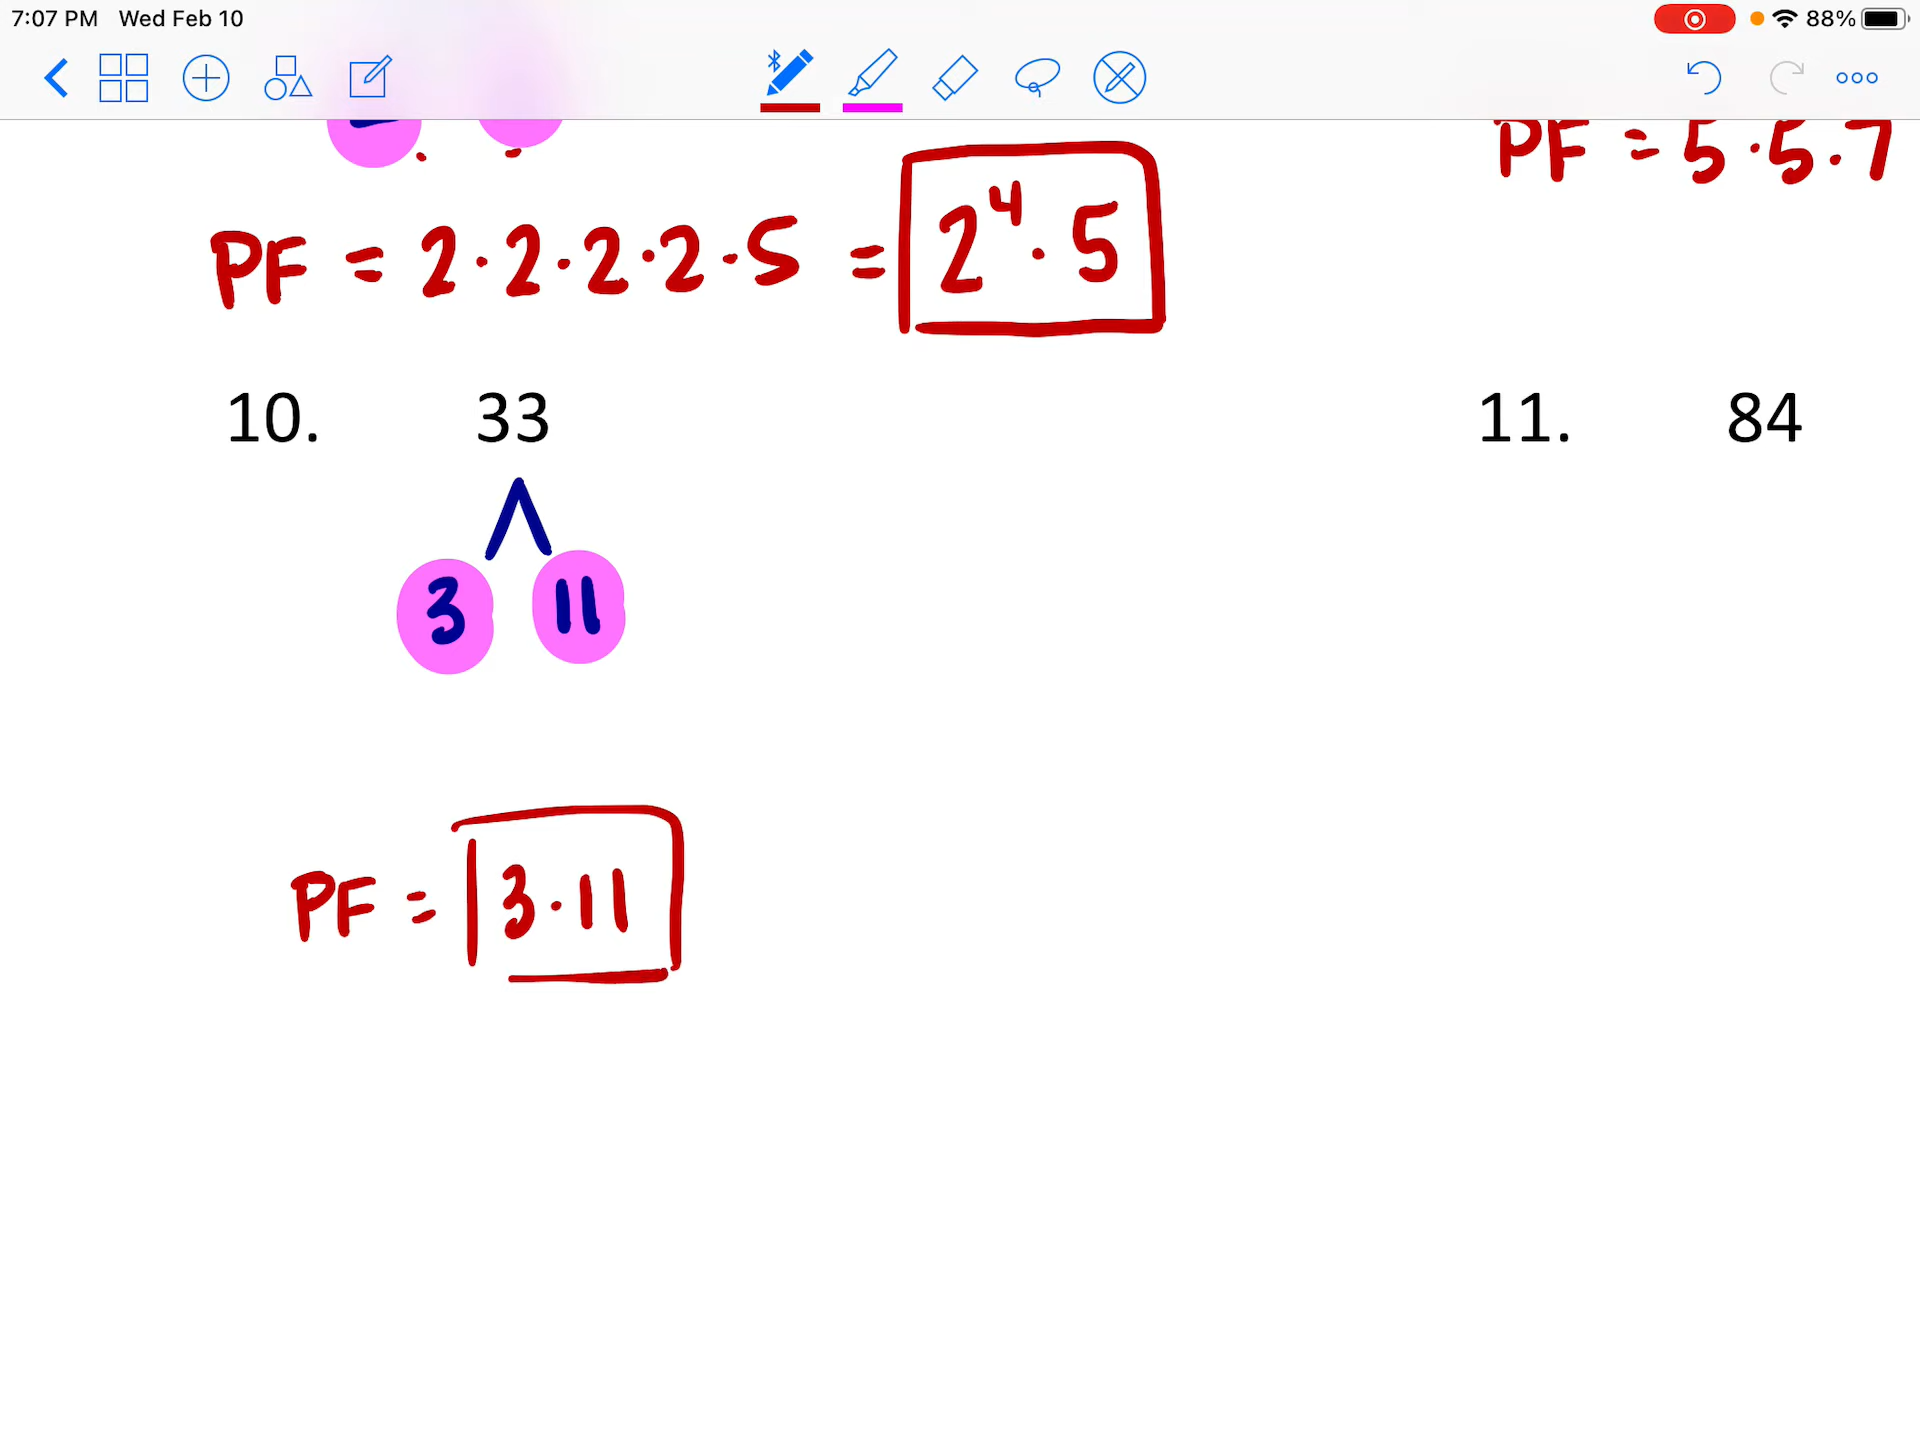 7:07 PM Wed Feb 10 88%
PF = 5·5·7
PF = 2·2·2·2·5 = 2⁴·5
10. 33 11. 84
3 11
PF = 3·11